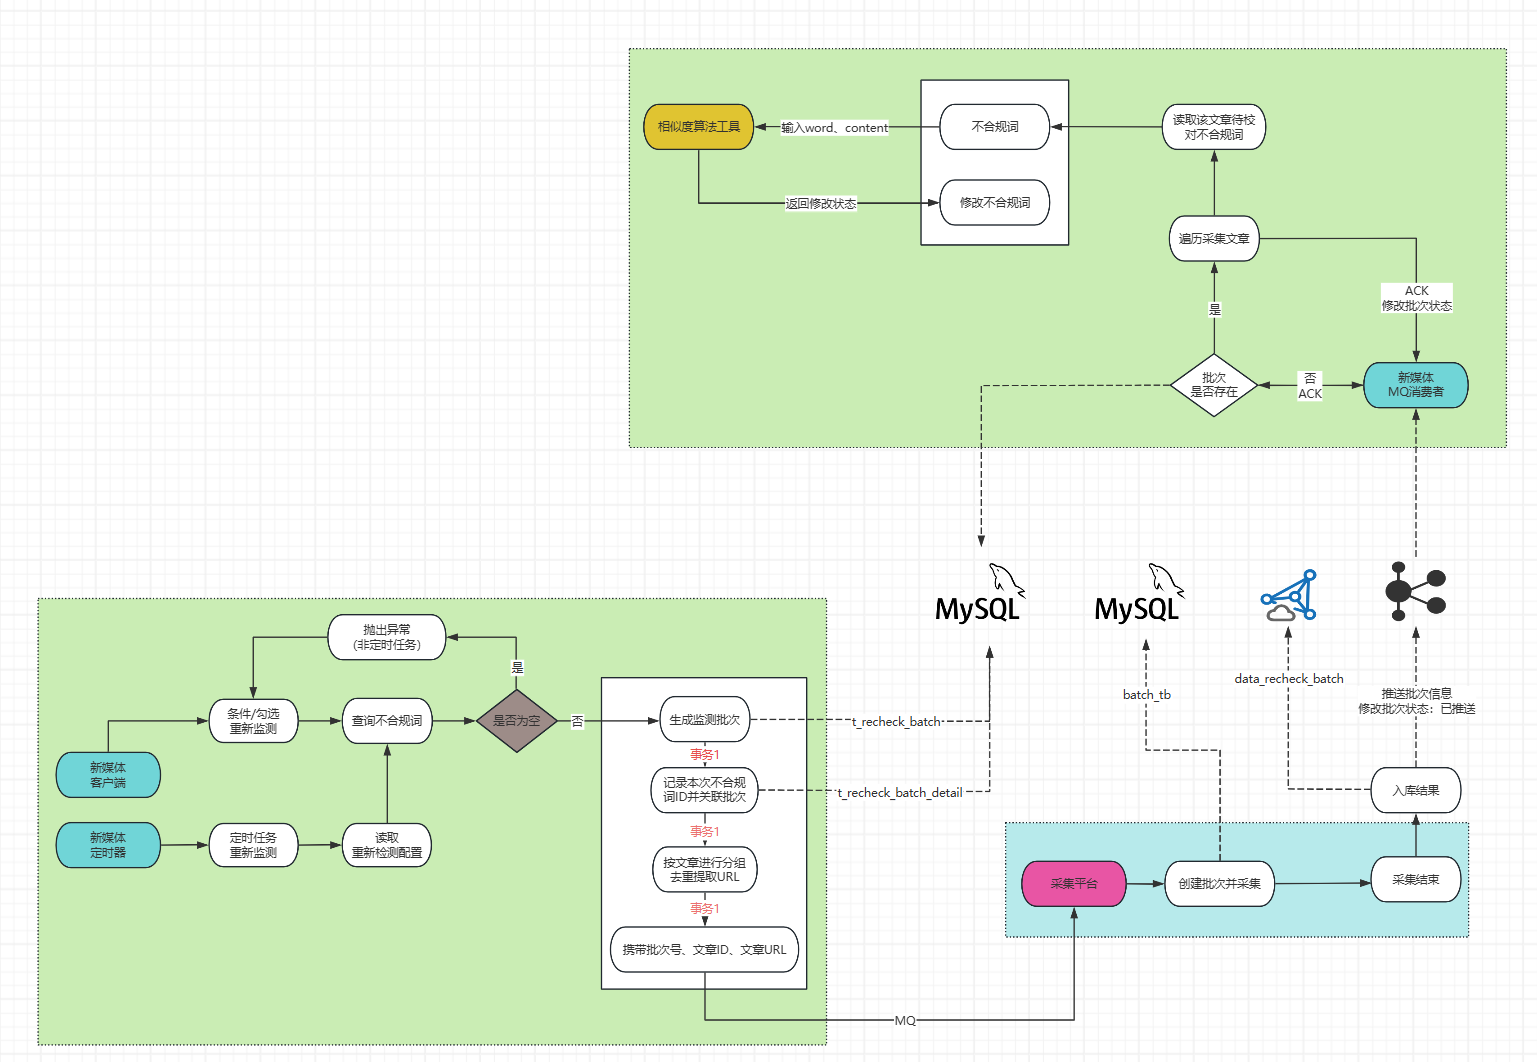 相似度算法工具
输入word、content
不合规词
读取该文章待校
对不合规词
返回修改状态
修改不合规词
遍历采集文章
ACK
修改批次状态
是
批次
是否存在
否
ACK
新媒体
MQ消费者
MySQL
MySQL
抛出异常
(非定时任务)
是
data_recheck_batch
batch_tb
推送批次信息
修改批次状态：已推送
条件/勾选
重新监测
查询不合规词
是否为空
否
生成监测批次
t_recheck_batch
事务1
新媒体
客户端
记录本次不合规
词ID并关联批次
t_recheck_batch_detail
入库结果
事务1
新媒体
定时器
定时任务
重新监测
读取
重新检测配置
按文章进行分组
去重提取URL
采集平台
创建批次并采集
采集结束
事务1
携带批次号、文章ID、文章URL
MQ